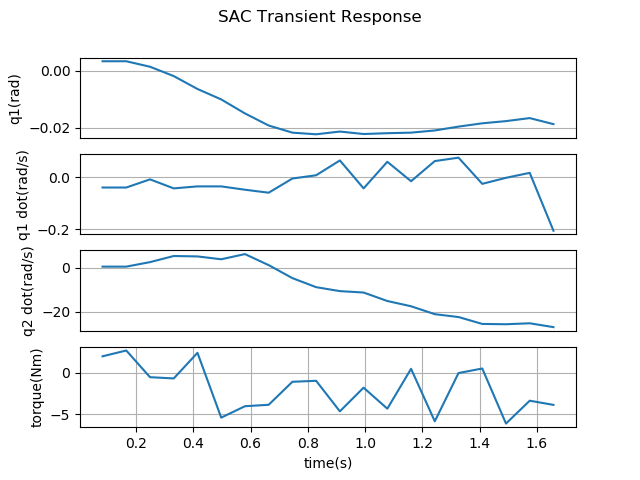 SAC Transient Response
0.00
−0.02
q1(rad)
0.0
−0.2
q1 dot(rad/s)
0
−20
q2 dot(rad/s)
0
−5
torque(Nm)
0.2 0.4 0.6 0.8 1.0 1.2 1.4 1.6
time(s)